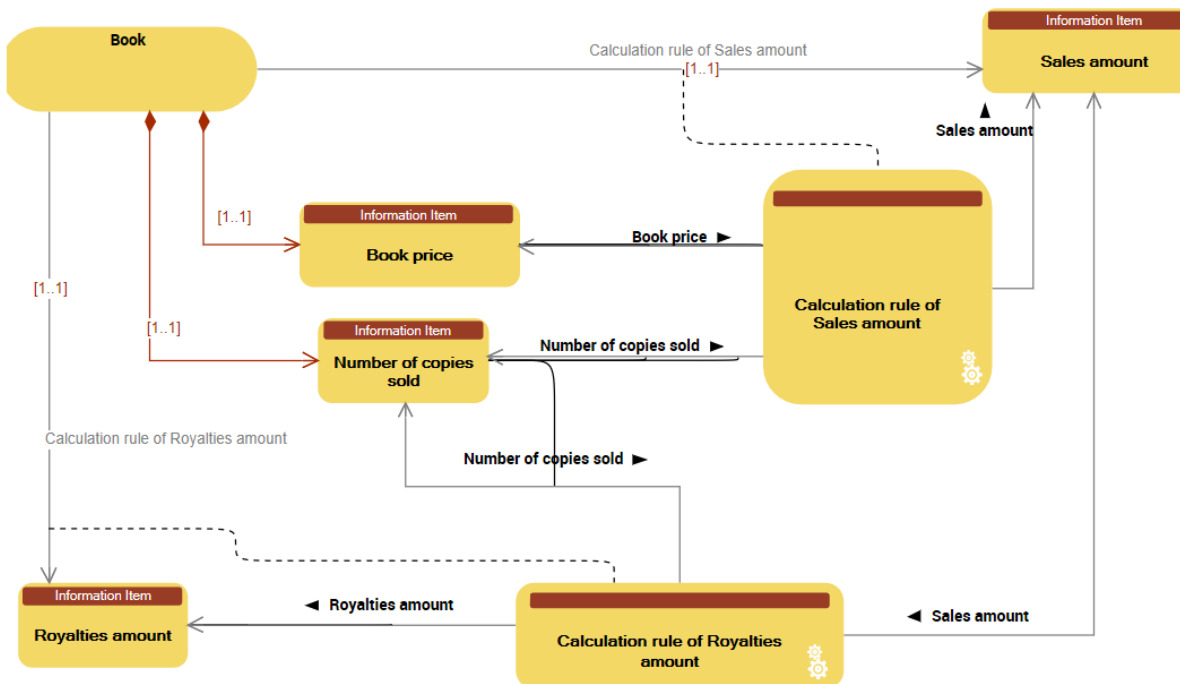 Information Item
Book
Calculation rule of Sales amount
Sales amount
[1..1]
Sales amount
Information Item
[1..1]
Book price
Book price
Calculation rule of
Sales amount
[1..1]
[1..1]
Information Item
Number of copies
sold
Number of copies sold
Calculation rule of Royalties amount
Number of copies sold
Information Item
Royalties amount
Royalties amount
Calculation rule of Royalties
amount
Sales amount